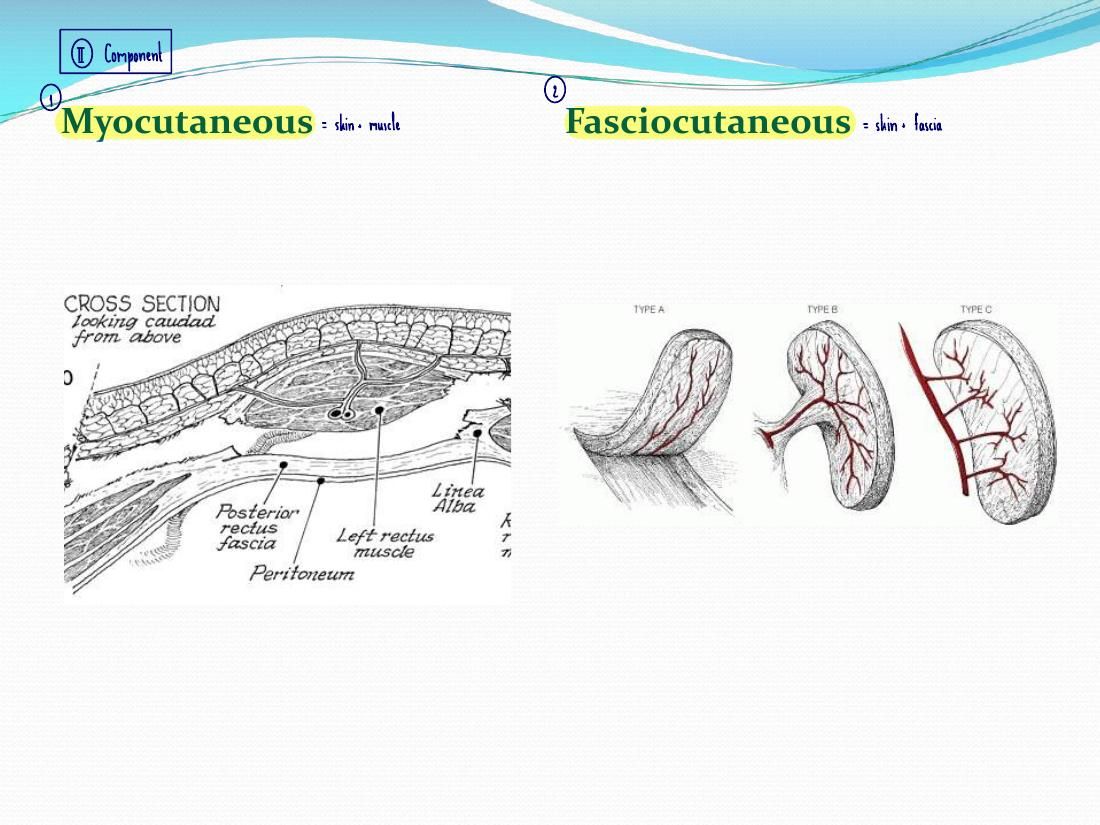 II Component
1
Myocutaneous = skin + muscle
CROSS SECTION
looking caudad
from above
Posterior
rectus
fascia
Peritoneum
Left rectus
muscle
Linea
Alba
2
Fasciocutaneous = skin + fascia
TYPE A
TYPE B
TYPE C